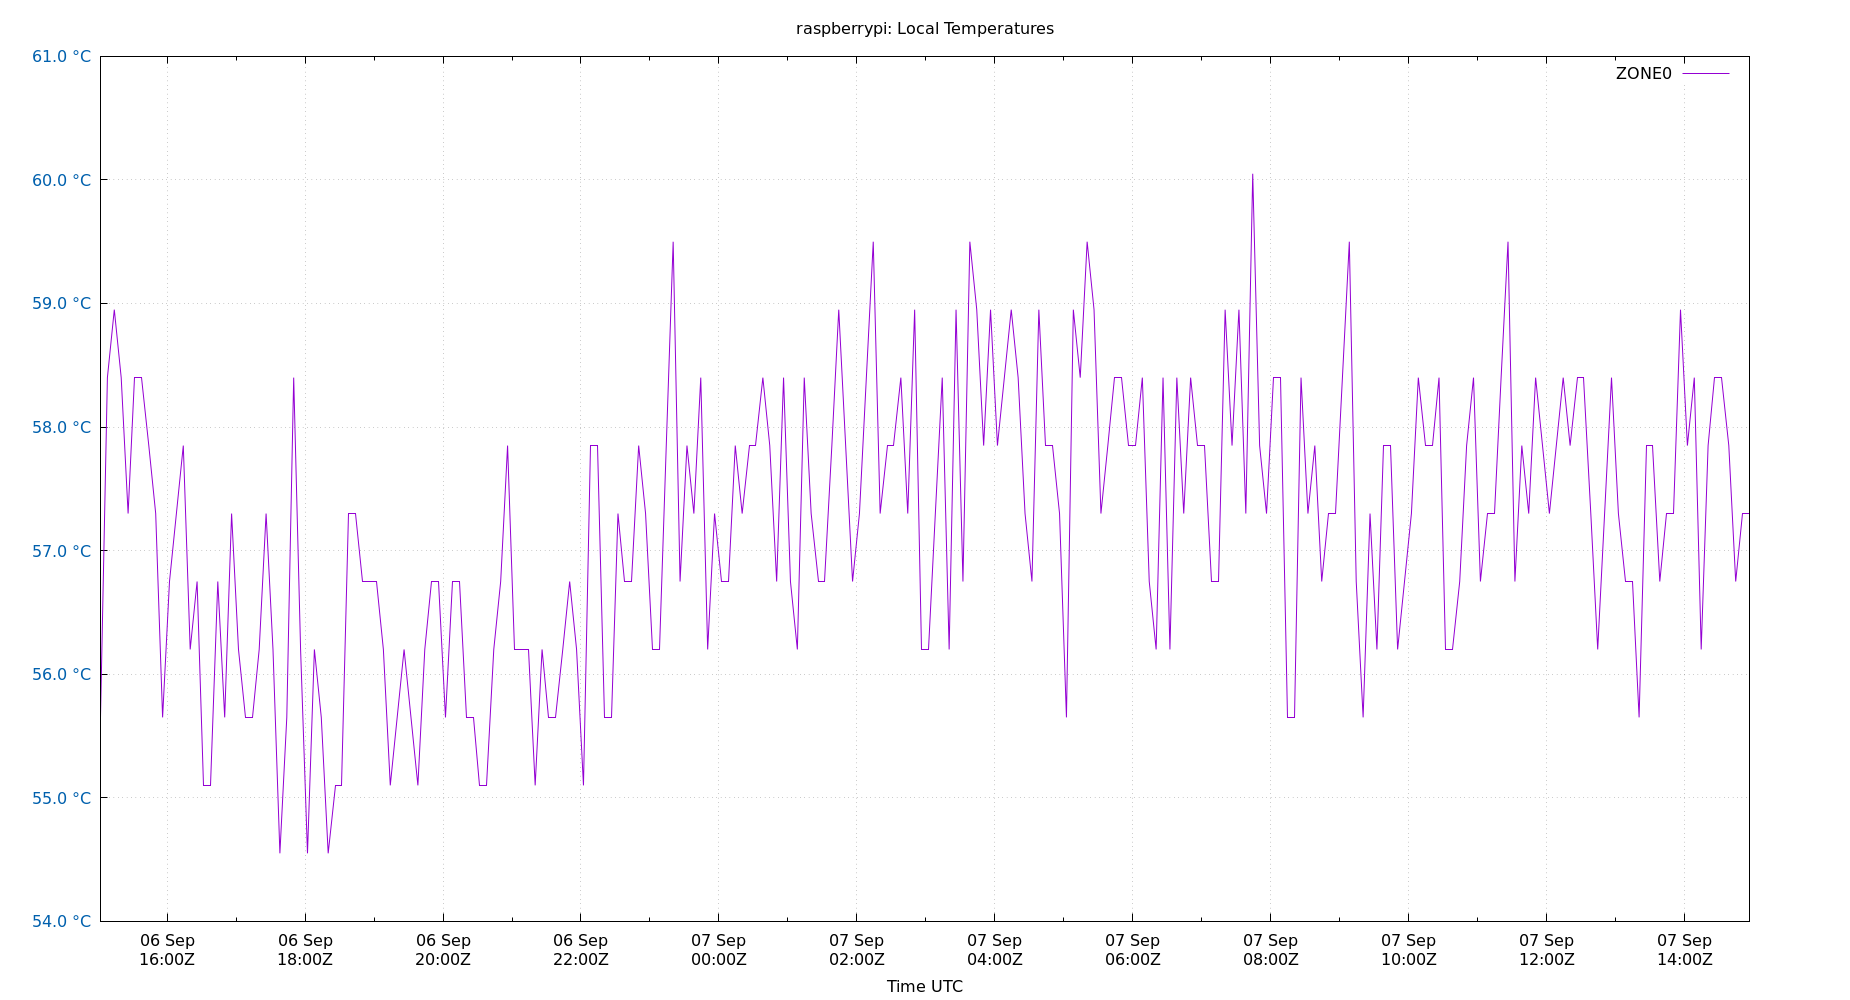 raspberrypi: Local Temperatures
61.0 °C
ZONE0
60.0 °C
59.0 °C
58.0 °C
57.0 °C
56.0 °C
55.0 °C
54.0 °C
06 Sep 06 Sep 06 Sep 06 Sep 07 Sep 07 Sep 07 Sep 07 Sep 07 Sep 07 Sep 07 Sep 07 Sep
16:00Z 18:00Z 20:00Z 22:00Z 00:00Z 02:00Z 04:00Z 06:00Z 08:00Z 10:00Z 12:00Z 14:00Z
Time UTC